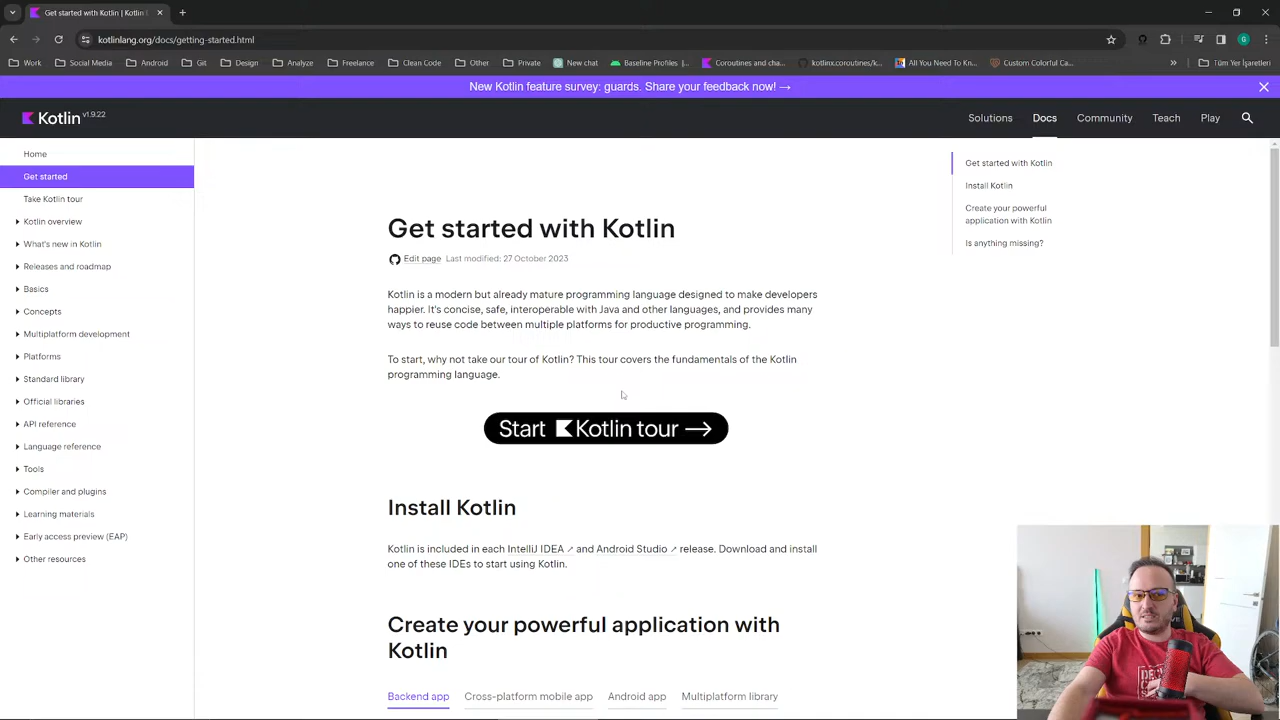 Get started with Kotlin | Kotlin
kotlinlang.org/docs/getting-started.html
Work
Social Media
Android
Git
Design
Analyze
Freelance
Clean Code
Other
Private
New chat
Baseline Profiles |
Coroutines and cha...
kotlinx.coroutines/k...
All You Need To Kn...
Custom Colorful Ca...
Tüm Yer İşaretleri
New Kotlin feature survey: guards. Share your feedback now! →
Kotlin v1.9.22
Solutions
Docs
Community
Teach
Play
Home
Get started
Take Kotlin tour
Kotlin overview
What's new in Kotlin
Releases and roadmap
Basics
Concepts
Multiplatform development
Platforms
Standard library
Official libraries
API reference
Language reference
Tools
Compiler and plugins
Learning materials
Early access preview (EAP)
Other resources
Get started with Kotlin
Edit page Last modified: 27 October 2023
Kotlin is a modern but already mature programming language designed to make developers
happier. It's concise, safe, interoperable with Java and other languages, and provides many
ways to reuse code between multiple platforms for productive programming.
To start, why not take our tour of Kotlin? This tour covers the fundamentals of the Kotlin
programming language.
Start Kotlin tour →
Install Kotlin
Kotlin is included in each IntelliJ IDEA ↗ and Android Studio ↗ release. Download and install
one of these IDEs to start using Kotlin.
Create your powerful application with
Kotlin
Backend app
Cross-platform mobile app
Android app
Multiplatform library
Get started with Kotlin
Install Kotlin
Create your powerful
application with Kotlin
Is anything missing?